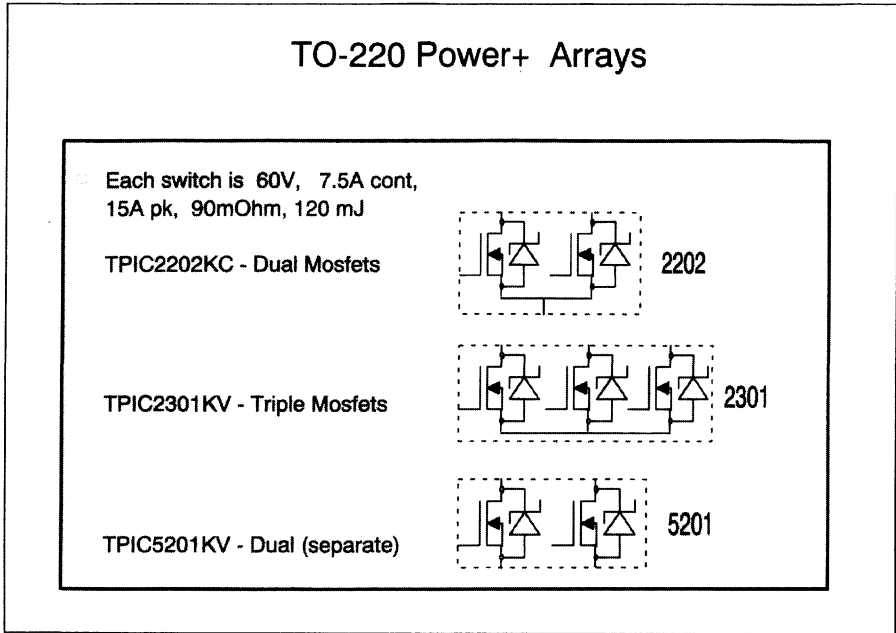 TO-220 Power+ Arrays
Each switch is 60V, 7.5A cont,
15A pk, 90mOhm, 120 mJ
TPIC2202KC - Dual Mosfets
2202
TPIC2301KV - Triple Mosfets
2301
TPIC5201KV - Dual (separate)
5201